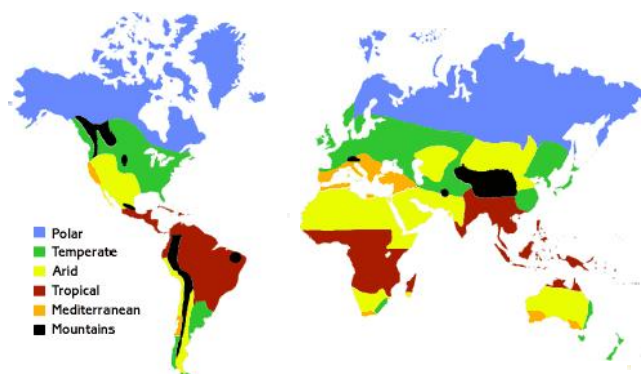 Polar
Temperate
Arid
Tropical
Mediterranean
Mountains